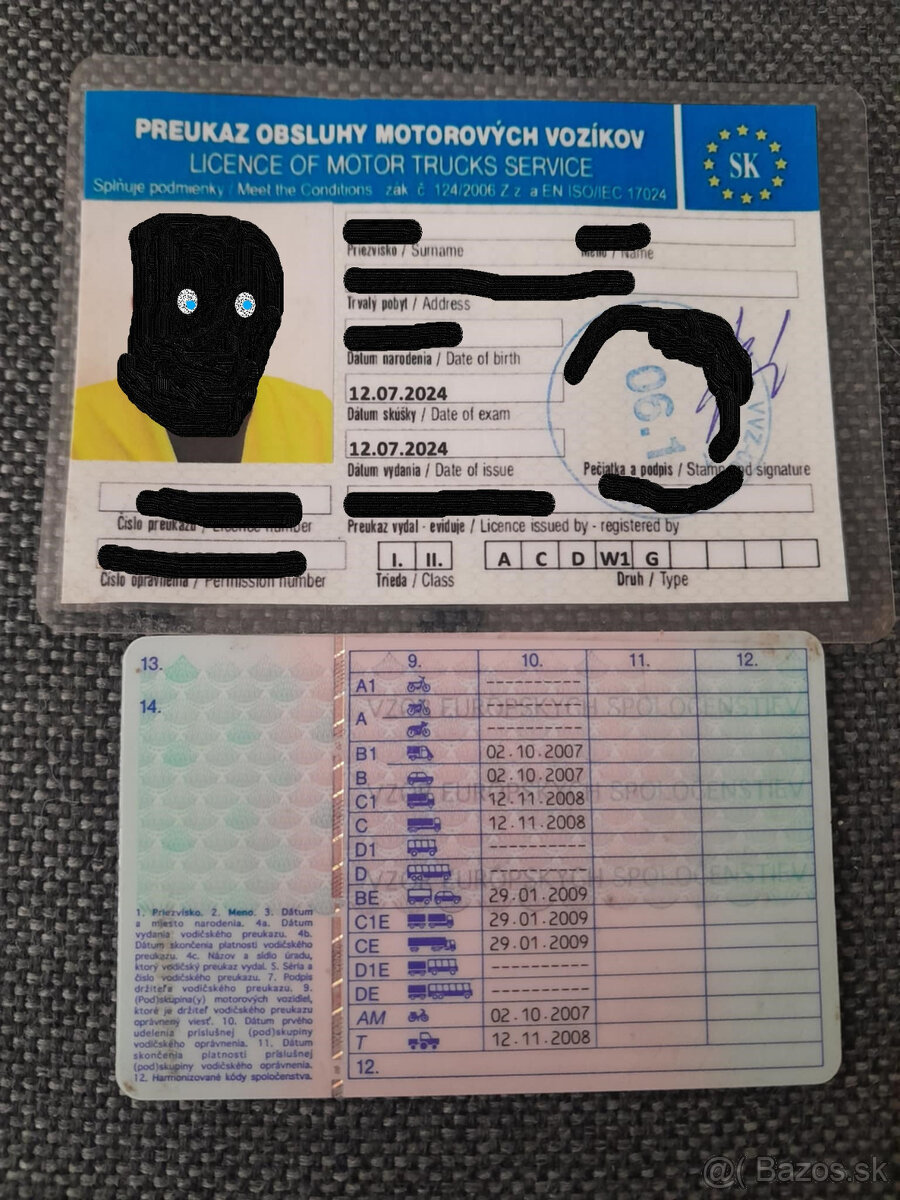 PREUKAZ OBSLUHY MOTOROVÝCH VOZÍKOV
LICENCE OF MOTOR TRUCKS SERVICE
Spĺňuje podmienky / Meet the Conditions zák. č. 124/2006 Z.z. a EN ISO/IEC 17024
SK
Priezvisko / Surname
Meno / Name
Trvalý pobyt / Address
Dátum narodenia / Date of birth
12.07.2024
Dátum skúšky / Date of exam
12.07.2024
Dátum vydania / Date of issue
06.1
VVZ
Pečiatka a podpis / Stamp and signature
Číslo preukazu / Licence number
Preukaz vydal - eviduje / Licence issued by - registered by
Číslo oprávnenia / Permission number
I. II.
Trieda / Class
A C D W1 G
Druh / Type
13.
14.
9. 10. 11. 12.
A1 ----------
A ----------
----------
B1 02.10.2007
B 02.10.2007
C1 12.11.2008
C 12.11.2008
D1 ----------
D ----------
BE 29.01.2009
C1E 29.01.2009
CE 29.01.2009
D1E ----------
DE ----------
AM 02.10.2007
T 12.11.2008
12.
VZOR EURÓPSKYCH SPOLOČENSTIEV
VZOR EURÓPSKYCH SPOLOČENSTIEV
VZOR EURÓPSKYCH SPOLOČENSTIEV
1. Priezvisko. 2. Meno. 3. Dátum
a miesto narodenia. 4a. Dátum
vydania vodičského preukazu. 4b.
Dátum skončenia platnosti vodičského
preukazu. 4c. Názov a sídlo úradu,
ktorý vodičský preukaz vydal. 5. Séria a
číslo vodičského preukazu. 7. Podpis
držiteľa vodičského preukazu. 9.
(Pod)skupina(y) motorových vozidiel,
ktoré je držiteľ vodičského preukazu
oprávnený viesť. 10. Dátum prvého
udelenia príslušnej (pod)skupiny
vodičského oprávnenia. 11. Dátum
skončenia platnosti príslušnej
(pod)skupiny vodičského oprávnenia.
12. Harmonizované kódy spoločenstva.
@( Bazos.sk